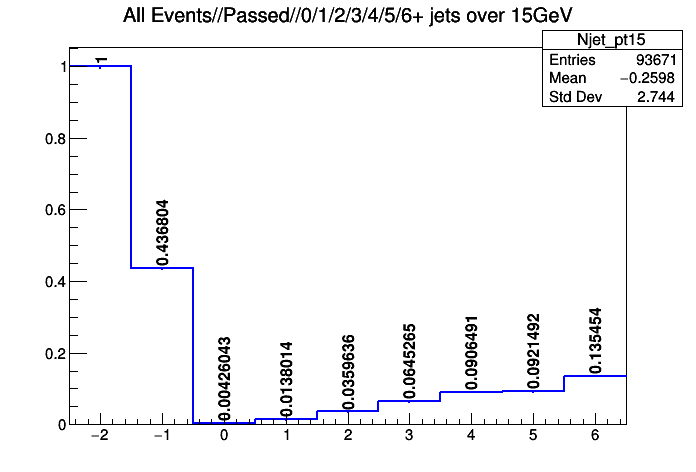 All Events//Passed//0/1/2/3/4/5/6+ jets over 15GeV
Njet_pt15
Entries 93671
Mean −0.2598
Std Dev 2.744
1
0.8
0.6
0.4
0.2
0
1
0.436804
0.00426043
0.0138014
0.0359636
0.0645265
0.0906491
0.0921492
0.135454
−2 −1 0 1 2 3 4 5 6